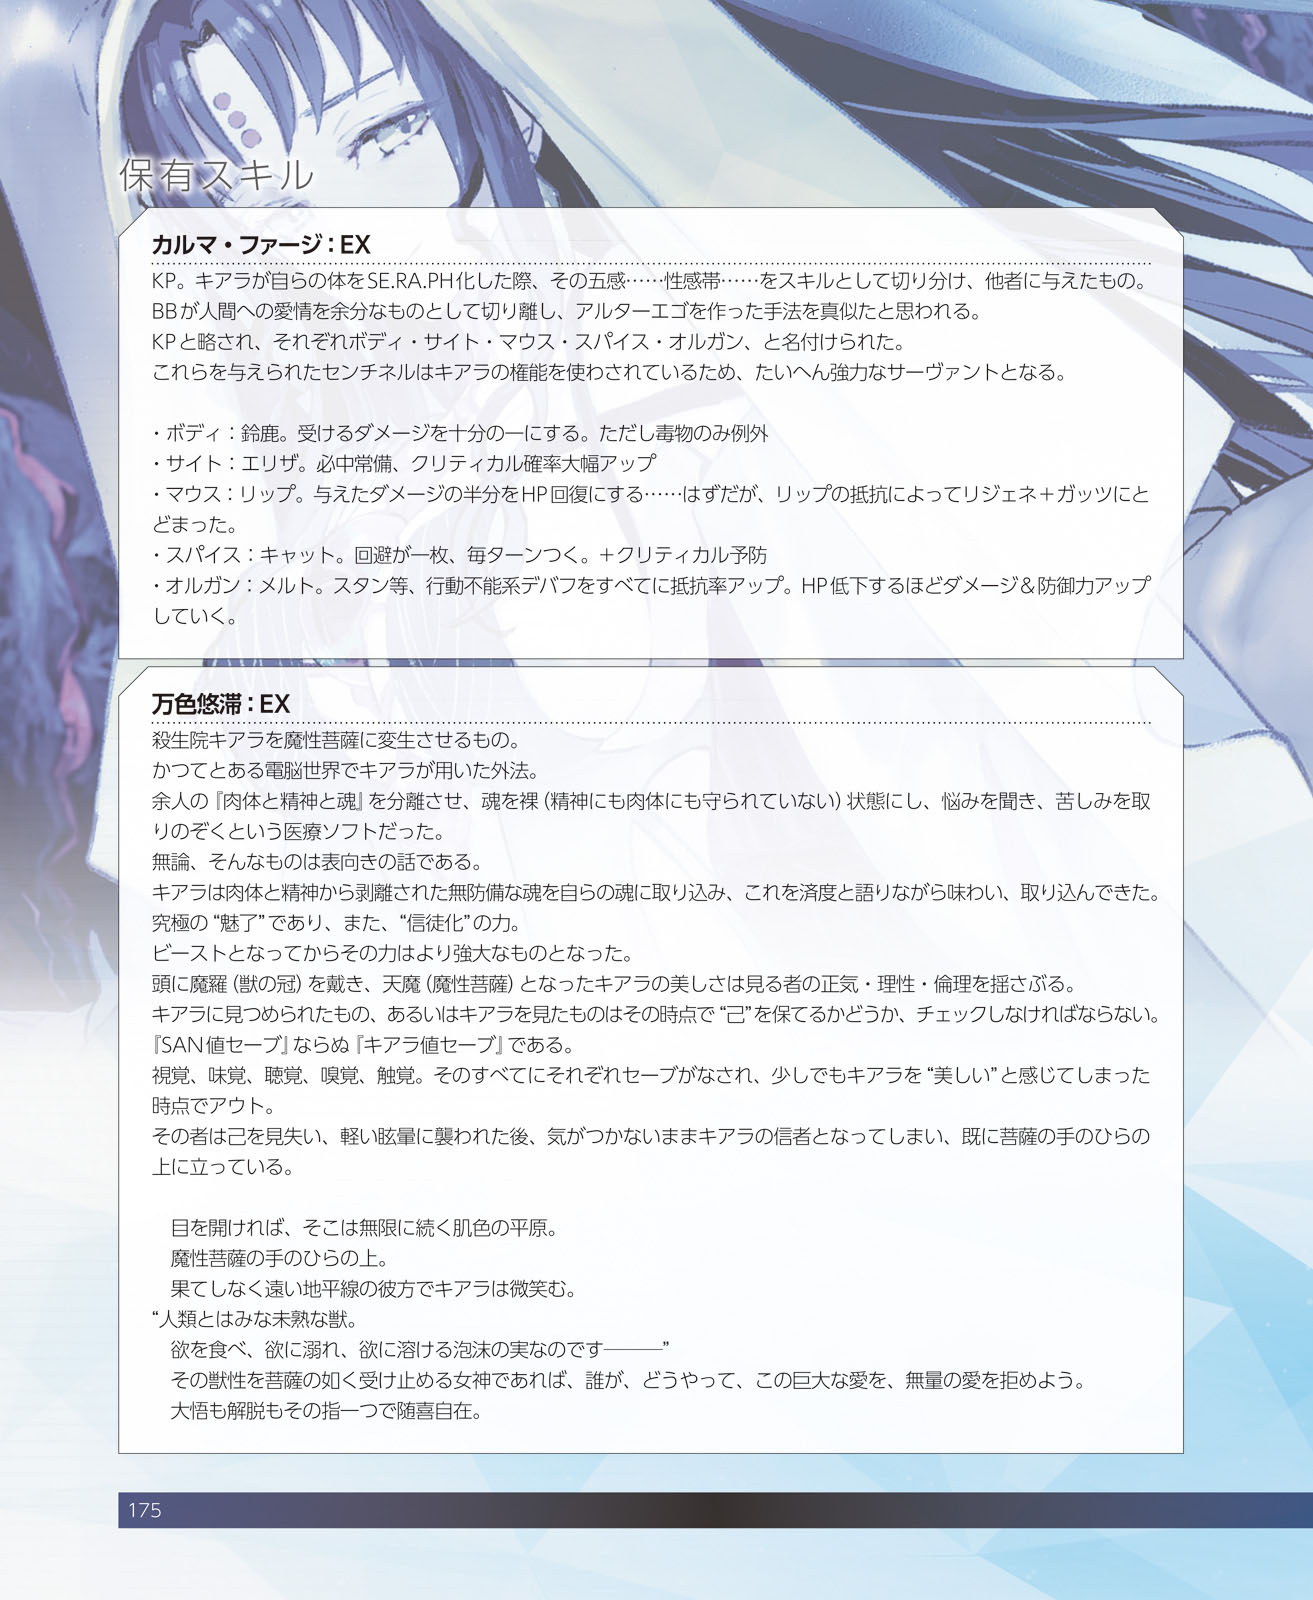 保有スキル
カルマ・ファージ：EX
KP。キアラが自らの体をSE.RA.PH化した際、その五感……性感帯……をスキルとして切り分け、他者に与えたもの。
BBが人間への愛情を余分なものとして切り離し、アルターエゴを作った手法を真似たと思われる。
KPと略され、それぞれボディ・サイト・マウス・スパイス・オルガン、と名付けられた。
これらを与えられたセンチネルはキアラの権能を使わされているため、たいへん強力なサーヴァントとなる。
・ボディ：鈴鹿。受けるダメージを十分の一にする。ただし毒物のみ例外
・サイト：エリザ。必中常備、クリティカル確率大幅アップ
・マウス：リップ。与えたダメージの半分をHP回復にする……はずだが、リップの抵抗によってリジェネ＋ガッツにと
どまった。
・スパイス：キャット。回避が一枚、毎ターンつく。＋クリティカル予防
・オルガン：メルト。スタン等、行動不能系デバフをすべてに抵抗率アップ。HP低下するほどダメージ＆防御力アップ
していく。
万色悠滞：EX
殺生院キアラを魔性菩薩に変生させるもの。
かつてとある電脳世界でキアラが用いた外法。
余人の『肉体と精神と魂』を分離させ、魂を裸（精神にも肉体にも守られていない）状態にし、悩みを聞き、苦しみを取
りのぞくという医療ソフトだった。
無論、そんなものは表向きの話である。
キアラは肉体と精神から剥離された無防備な魂を自らの魂に取り込み、これを済度と語りながら味わい、取り込んできた。
究極の“魅了”であり、また、“信徒化”の力。
ビーストとなってからその力はより強大なものとなった。
頭に魔羅（獣の冠）を戴き、天魔（魔性菩薩）となったキアラの美しさは見る者の正気・理性・倫理を揺さぶる。
キアラに見つめられたもの、あるいはキアラを見たものはその時点で“己”を保てるかどうか、チェックしなければならない。
『SAN値セーブ』ならぬ『キアラ値セーブ』である。
視覚、味覚、聴覚、嗅覚、触覚。そのすべてにそれぞれセーブがなされ、少しでもキアラを“美しい”と感じてしまった
時点でアウト。
その者は己を見失い、軽い眩暈に襲われた後、気がつかないままキアラの信者となってしまい、既に菩薩の手のひらの
上に立っている。
目を開ければ、そこは無限に続く肌色の平原。
魔性菩薩の手のひらの上。
果てしなく遠い地平線の彼方でキアラは微笑む。
“人類とはみな未熟な獣。
欲を食べ、欲に溺れ、欲に溶ける泡沫の実なのです―――”
その獣性を菩薩の如く受け止める女神であれば、誰が、どうやって、この巨大な愛を、無量の愛を拒めよう。
大悟も解脱もその指一つで随喜自在。
175